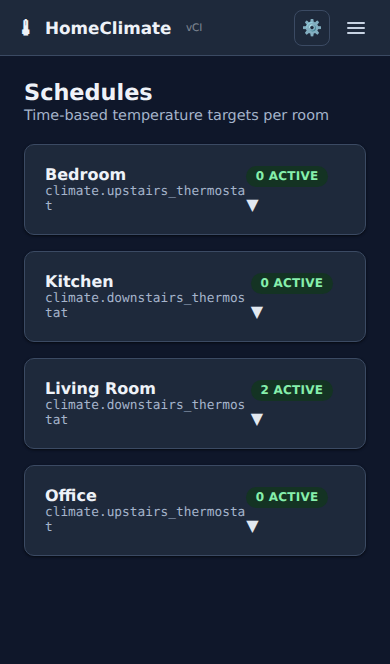 HomeClimate vCI
Schedules
Time-based temperature targets per room
Bedroom 0 ACTIVE
climate.upstairs_thermosta
t ▼
Kitchen 0 ACTIVE
climate.downstairs_thermos
tat ▼
Living Room 2 ACTIVE
climate.downstairs_thermos
tat ▼
Office 0 ACTIVE
climate.upstairs_thermosta
t ▼